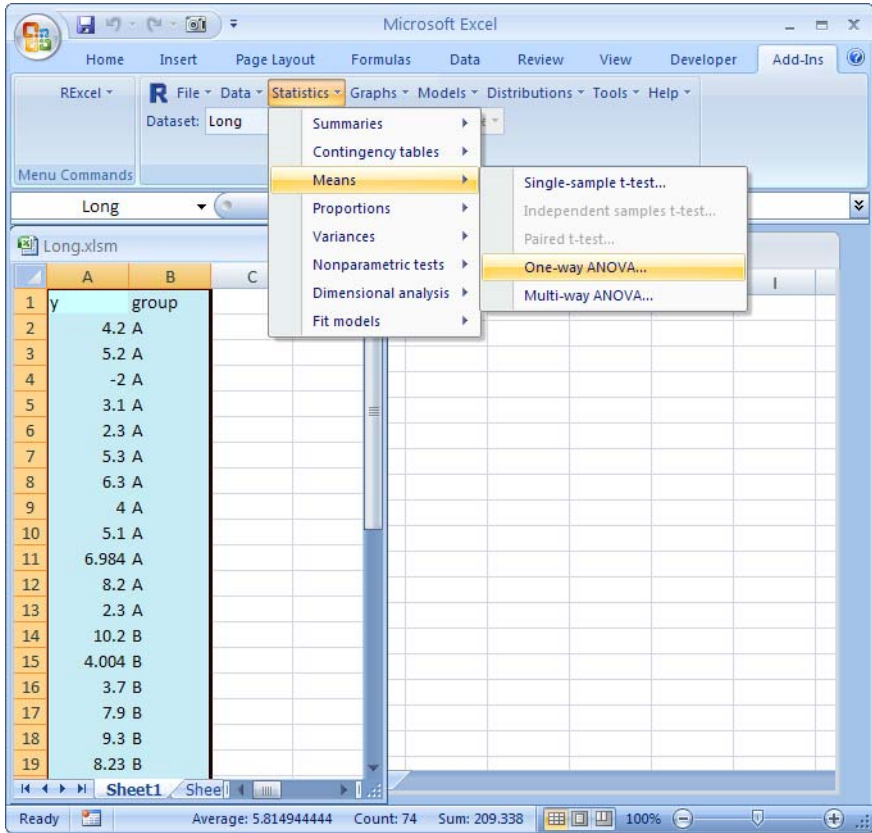 Microsoft Excel
Home Insert Page Layout Formulas Data Review View Developer Add-Ins
RExcel R File Data Statistics Graphs Models Distributions Tools Help
Dataset: Long
Menu Commands
Summaries
Contingency tables
Means
Proportions
Variances
Nonparametric tests
Dimensional analysis
Fit models
Single-sample t-test...
Independent samples t-test...
Paired t-test...
One-way ANOVA...
Multi-way ANOVA...
Long
Long.xlsm
A B C I
1 y group
2 4.2 A
3 5.2 A
4 -2 A
5 3.1 A
6 2.3 A
7 5.3 A
8 6.3 A
9 4 A
10 5.1 A
11 6.984 A
12 8.2 A
13 2.3 A
14 10.2 B
15 4.004 B
16 3.7 B
17 7.9 B
18 9.3 B
19 8.23 B
Sheet1 Shee
Ready Average: 5.814944444 Count: 74 Sum: 209.338 100%